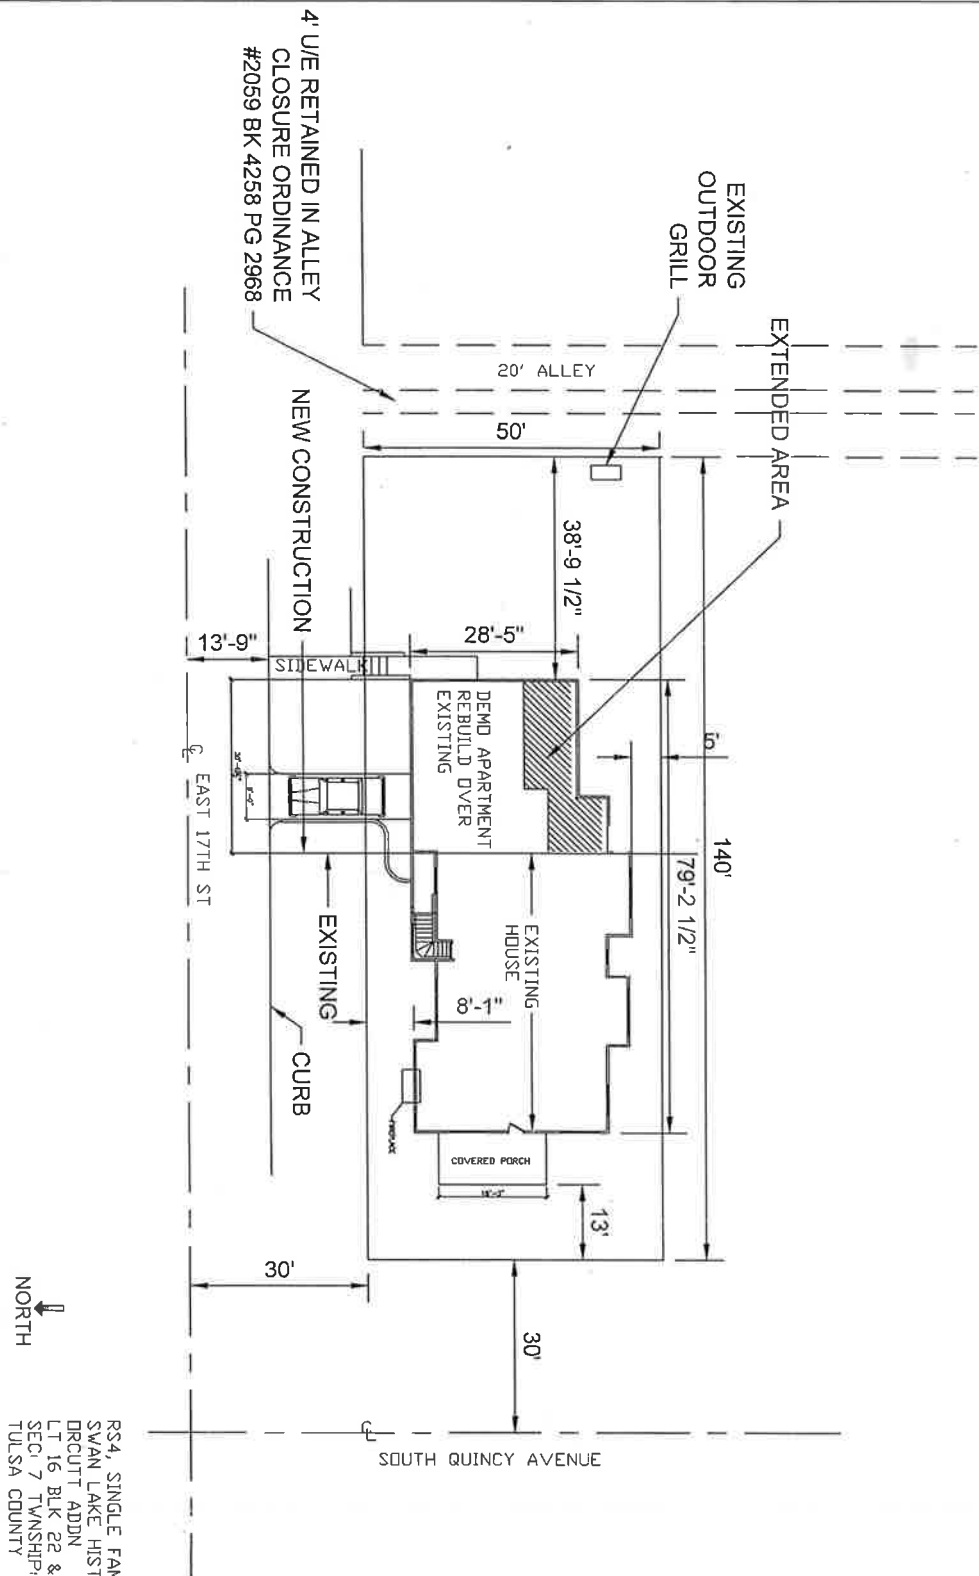 4' U/E RETAINED IN ALLEY
CLOSURE ORDINANCE
#2059 BK 4258 PG 2968
EXISTING
OUTDOOR
GRILL
EXTENDED AREA
20' ALLEY
50'
NEW CONSTRUCTION
38'-9 1/2"
28'-5"
13'-9"
SIDEWALK
DEMO APARTMENT
REBUILD OVER
EXISTING
5'
140'
79'-2 1/2"
EAST 17TH ST
EXISTING
HOUSE
EXISTING
8'-1"
CURB
FIREPLACE
COVERED PORCH
13'
30'
30'
NORTH
SOUTH QUINCY AVENUE
RS4, SINGLE FAM
SWAN LAKE HIST
ORCUTT ADDN
LT 16 BLK 22 &
SEC: 7 TWNSHIP:
TULSA COUNTY